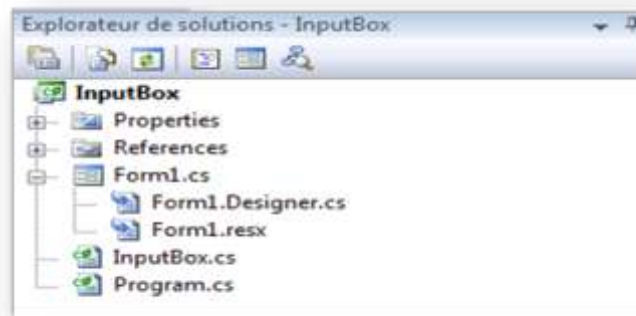 Explorateur de solutions - InputBox
InputBox
Properties
References
Form1.cs
Form1.Designer.cs
Form1.resx
InputBox.cs
Program.cs